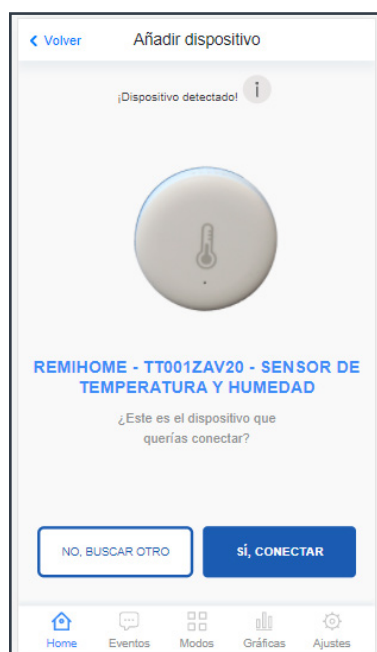 Volver
Añadir dispositivo
¡Dispositivo detectado! i
REMIHOME - TT001ZAV20 - SENSOR DE
TEMPERATURA Y HUMEDAD
¿Este es el dispositivo que
querías conectar?
NO, BUSCAR OTRO
SÍ, CONECTAR
Home Eventos Modos Gráficas Ajustes